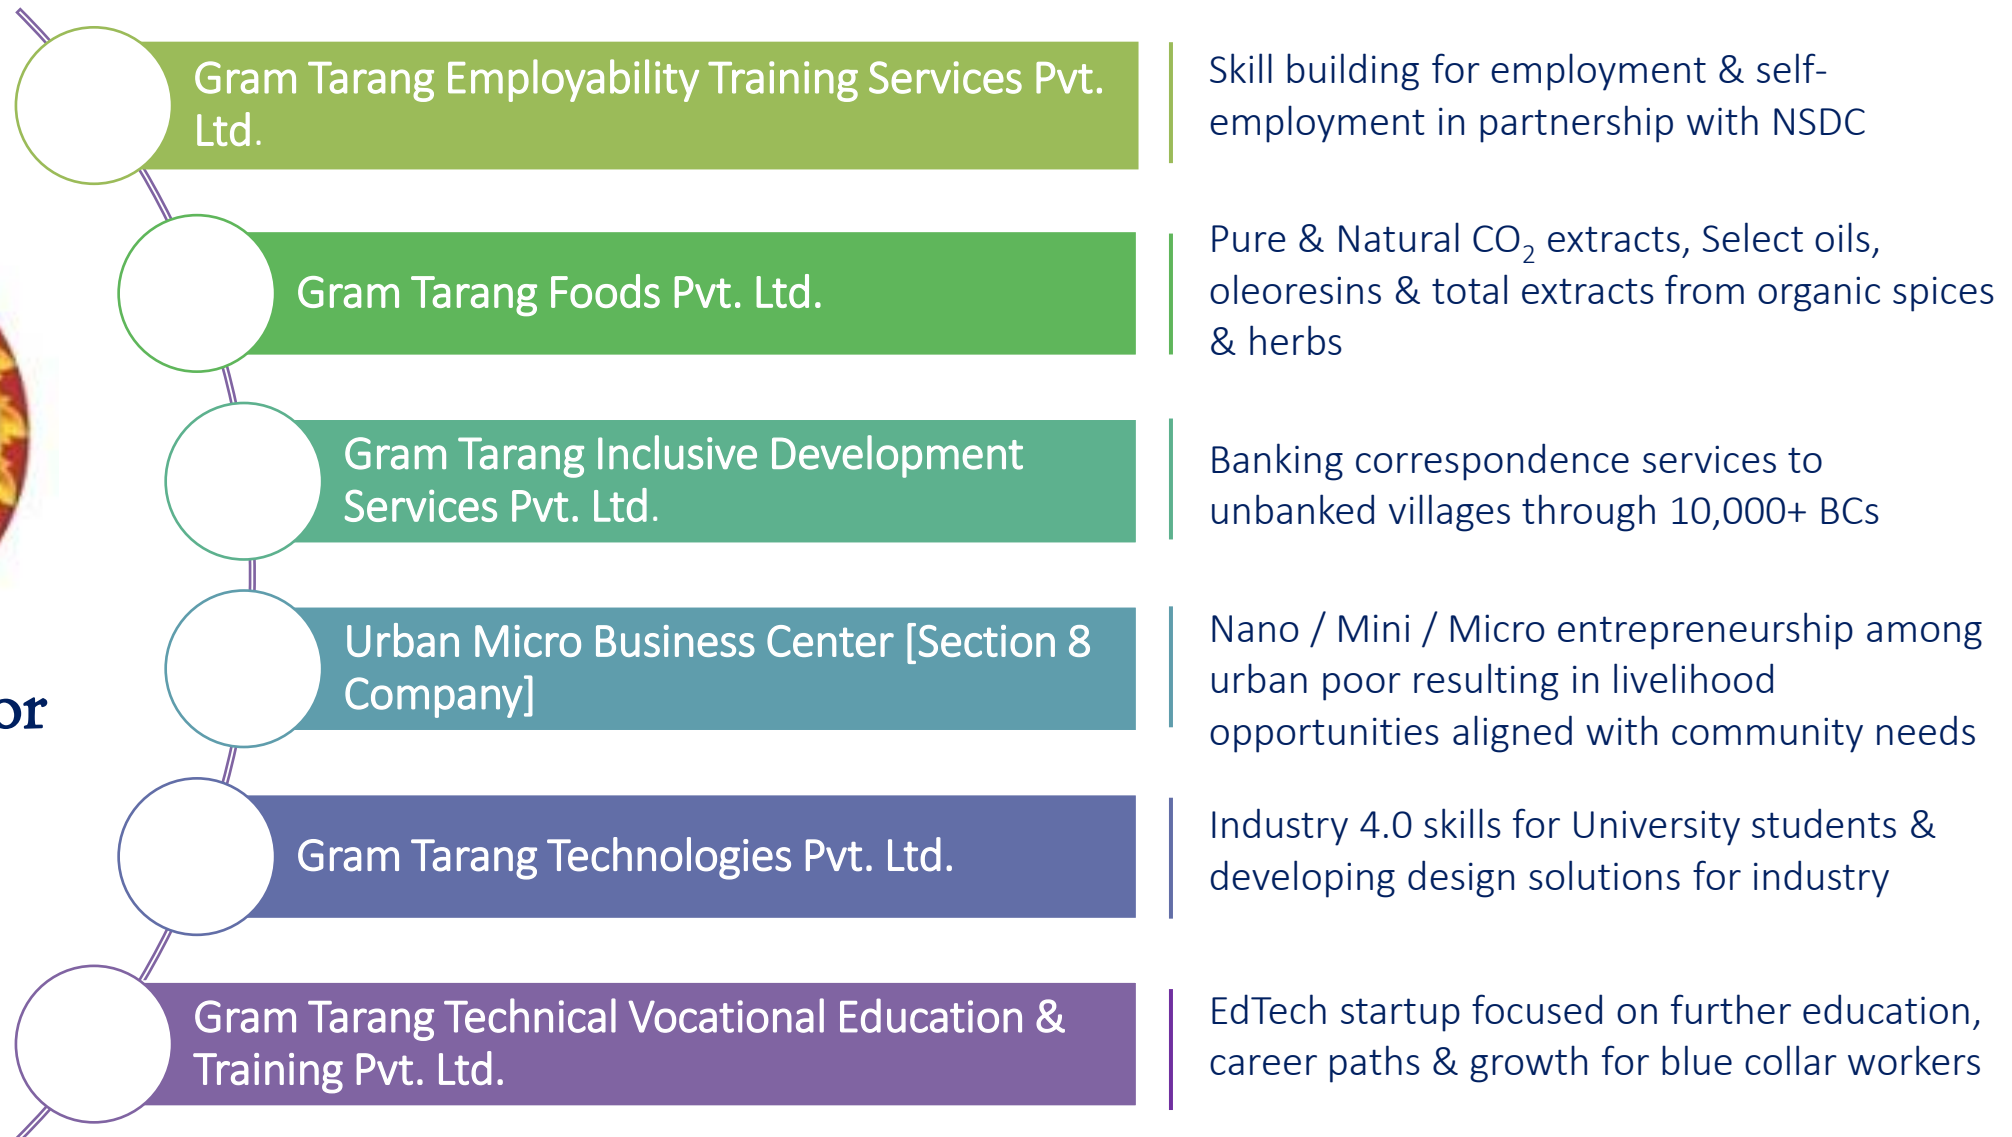 Gram Tarang Employability Training Services Pvt.
Ltd.
Skill building for employment & self-
employment in partnership with NSDC
Gram Tarang Foods Pvt. Ltd.
Pure & Natural CO₂ extracts, Select oils,
oleoresins & total extracts from organic spices
& herbs
Gram Tarang Inclusive Development
Services Pvt. Ltd.
Banking correspondence services to
unbanked villages through 10,000+ BCs
Urban Micro Business Center [Section 8
Company]
Nano / Mini / Micro entrepreneurship among
urban poor resulting in livelihood
opportunities aligned with community needs
or
Gram Tarang Technologies Pvt. Ltd.
Industry 4.0 skills for University students &
developing design solutions for industry
Gram Tarang Technical Vocational Education &
Training Pvt. Ltd.
EdTech startup focused on further education,
career paths & growth for blue collar workers